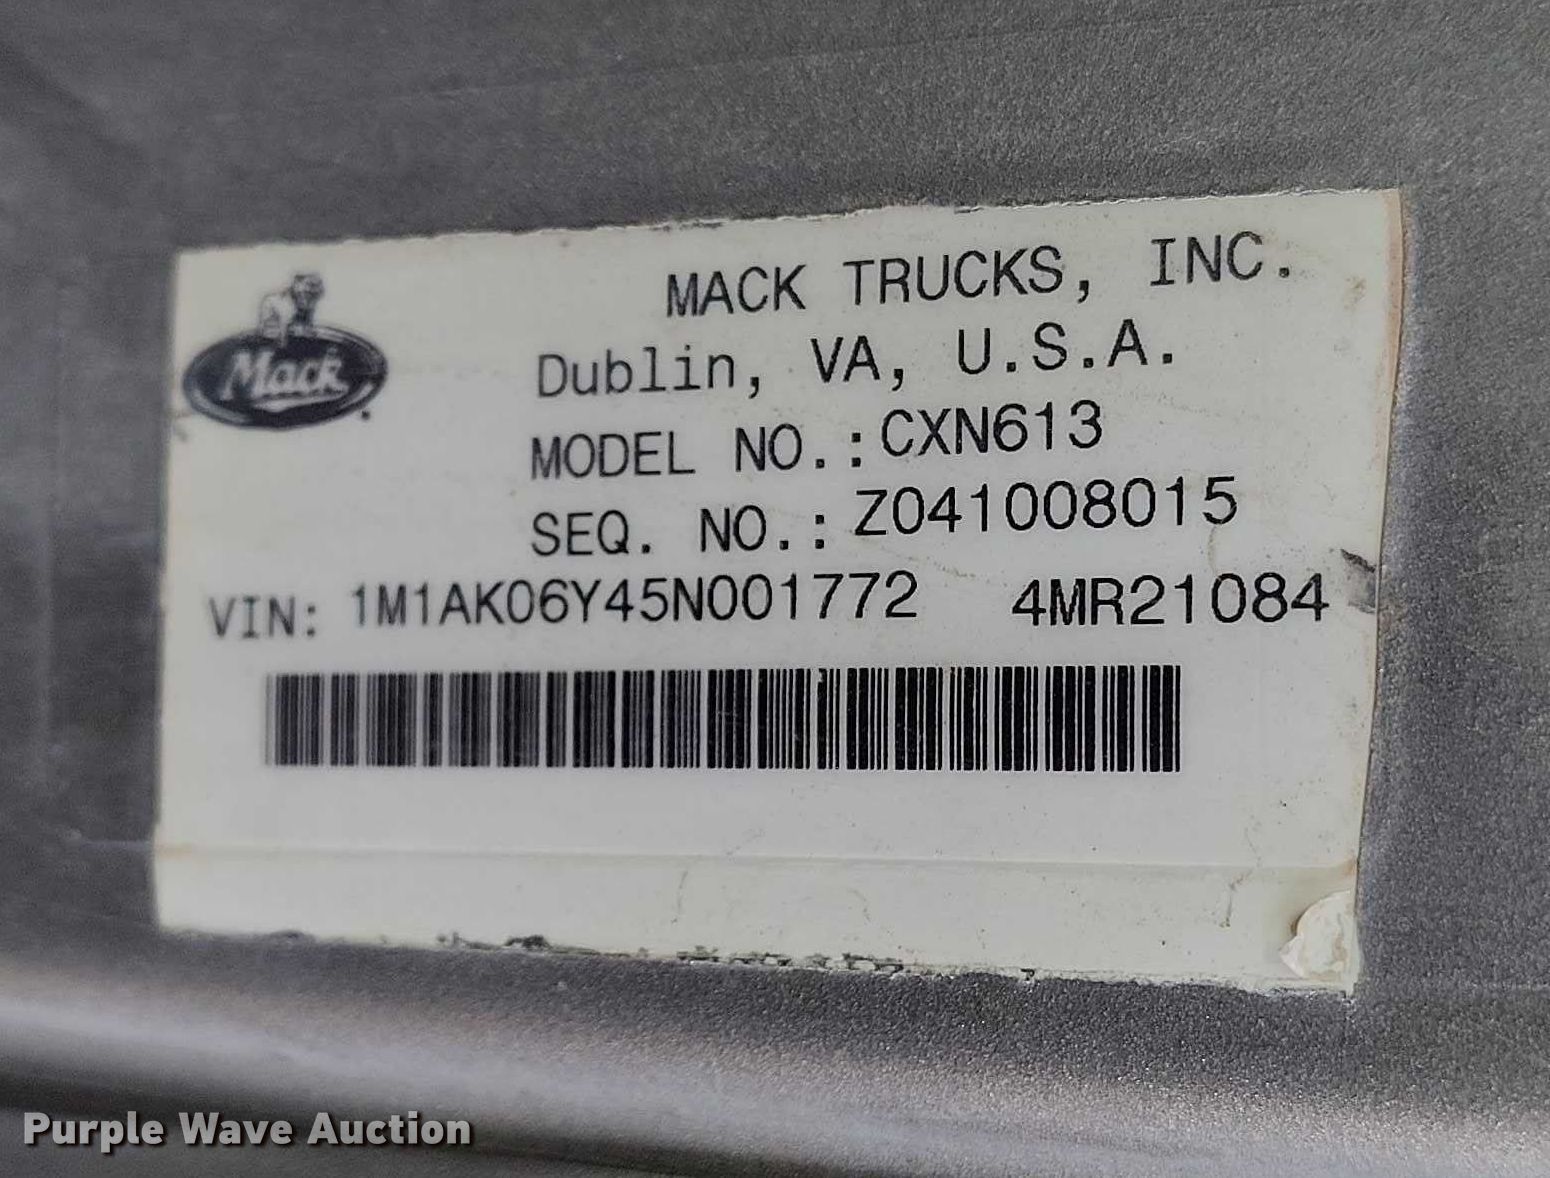 Mack
MACK TRUCKS, INC.
Dublin, VA, U.S.A.
MODEL NO.:CXN613
SEQ. NO.: Z041008015
VIN: 1M1AK06Y45N001772 4MR21084
Purple Wave Auction